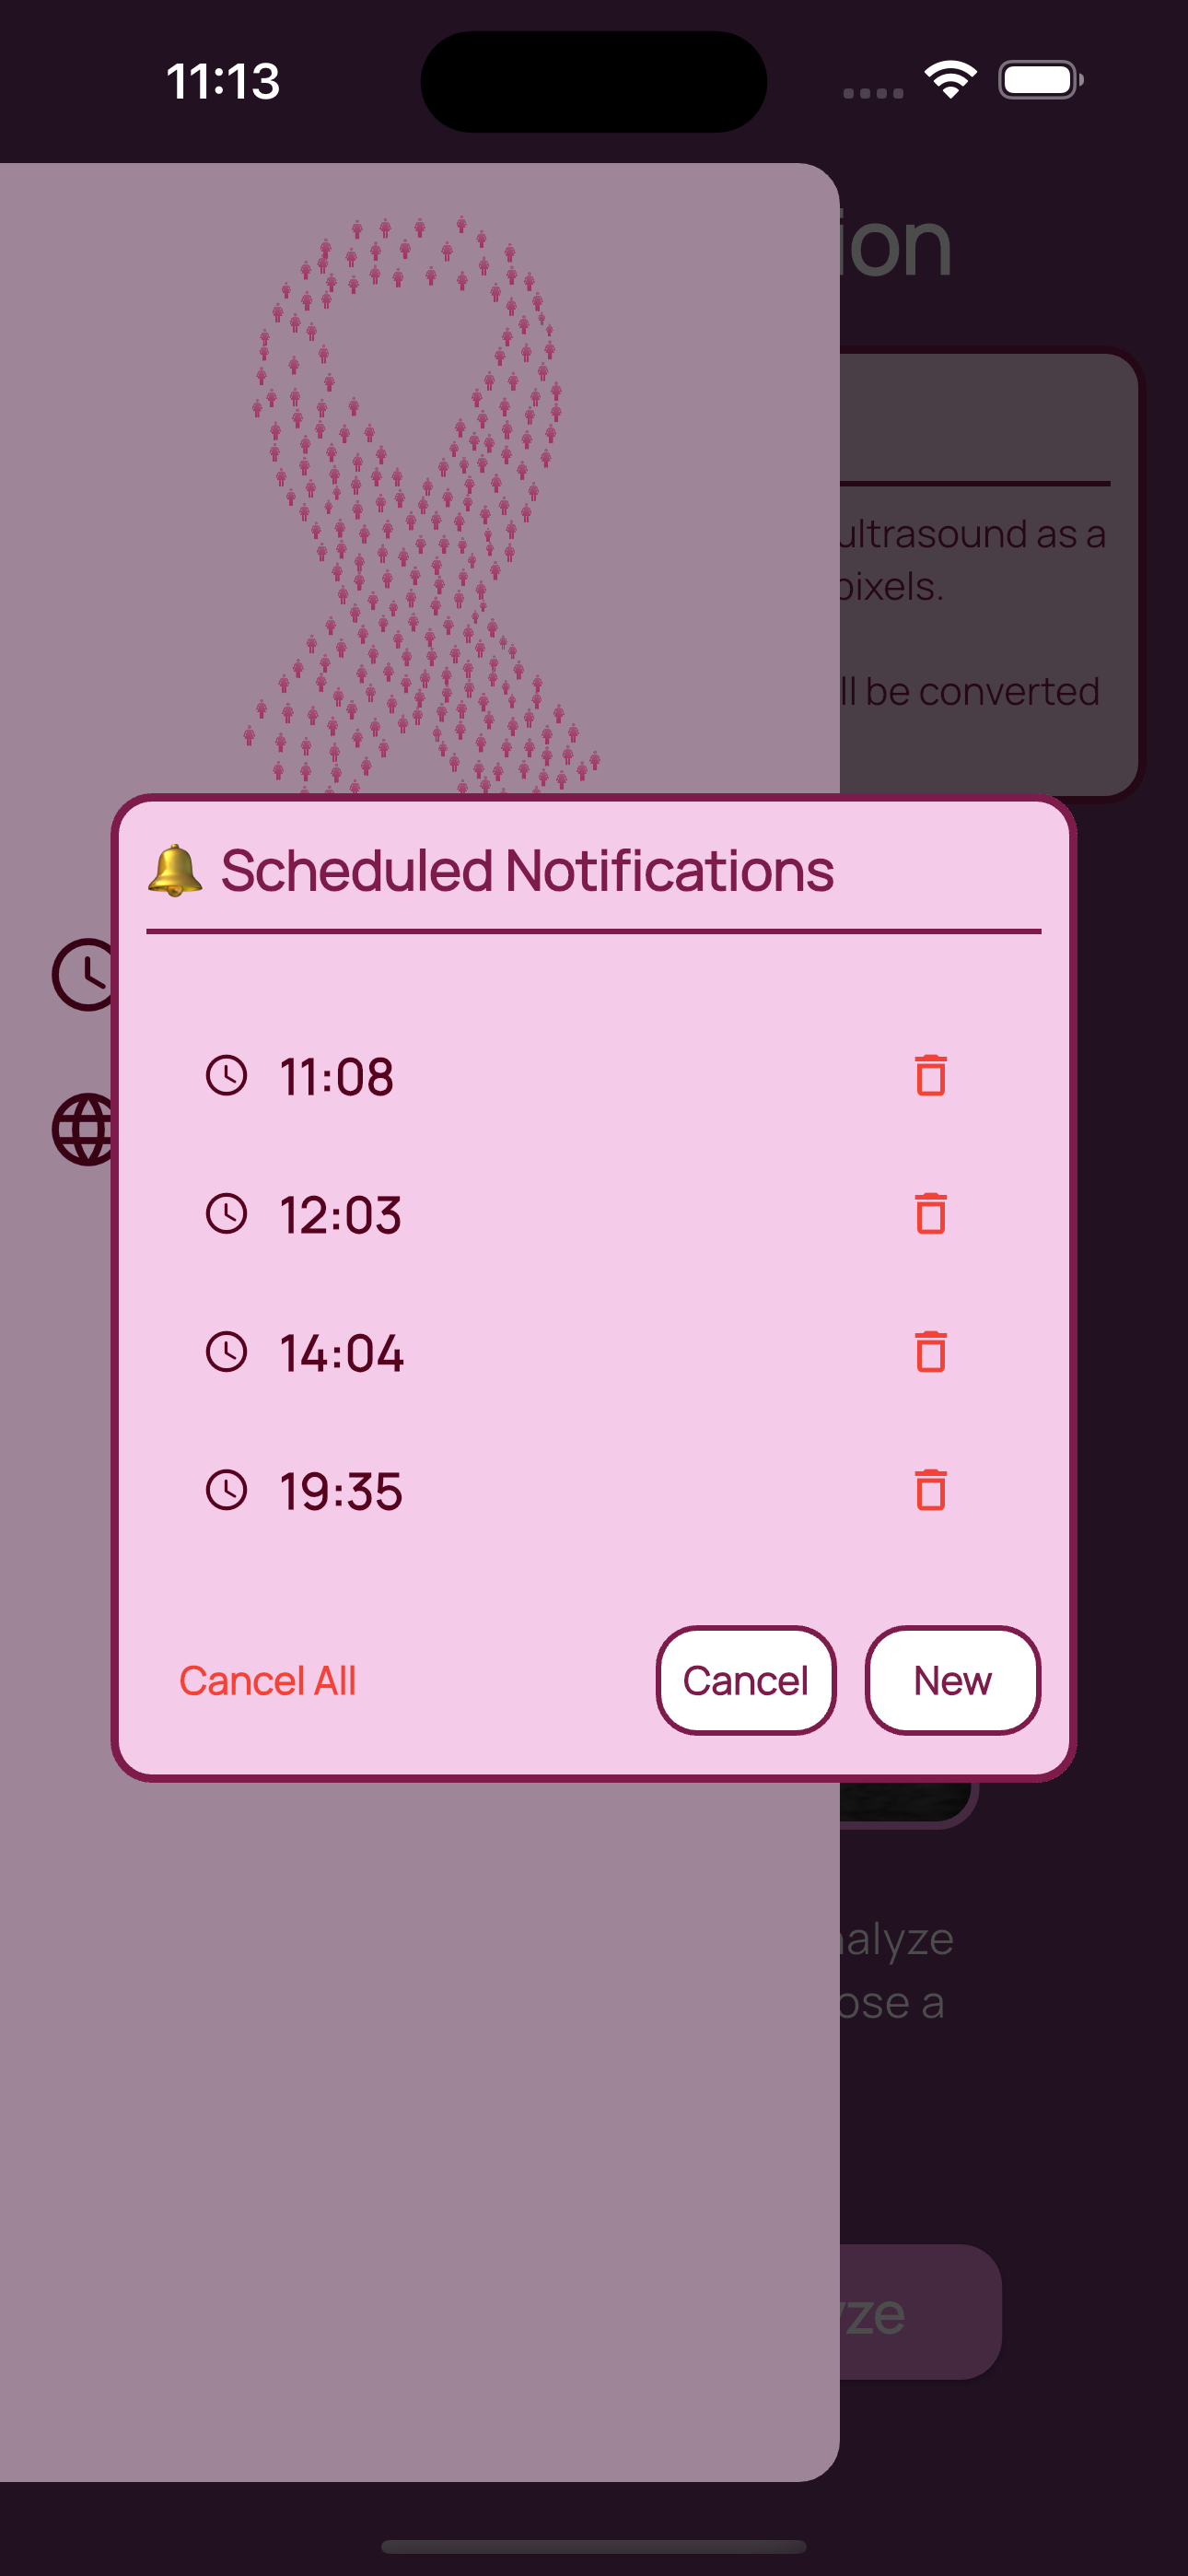 11:13
ion
ultrasound as a
pixels.
ll be converted
Scheduled Notifications
11:08
12:03
14:04
19:35
Cancel All
Cancel
New
nalyze
ose a
yze